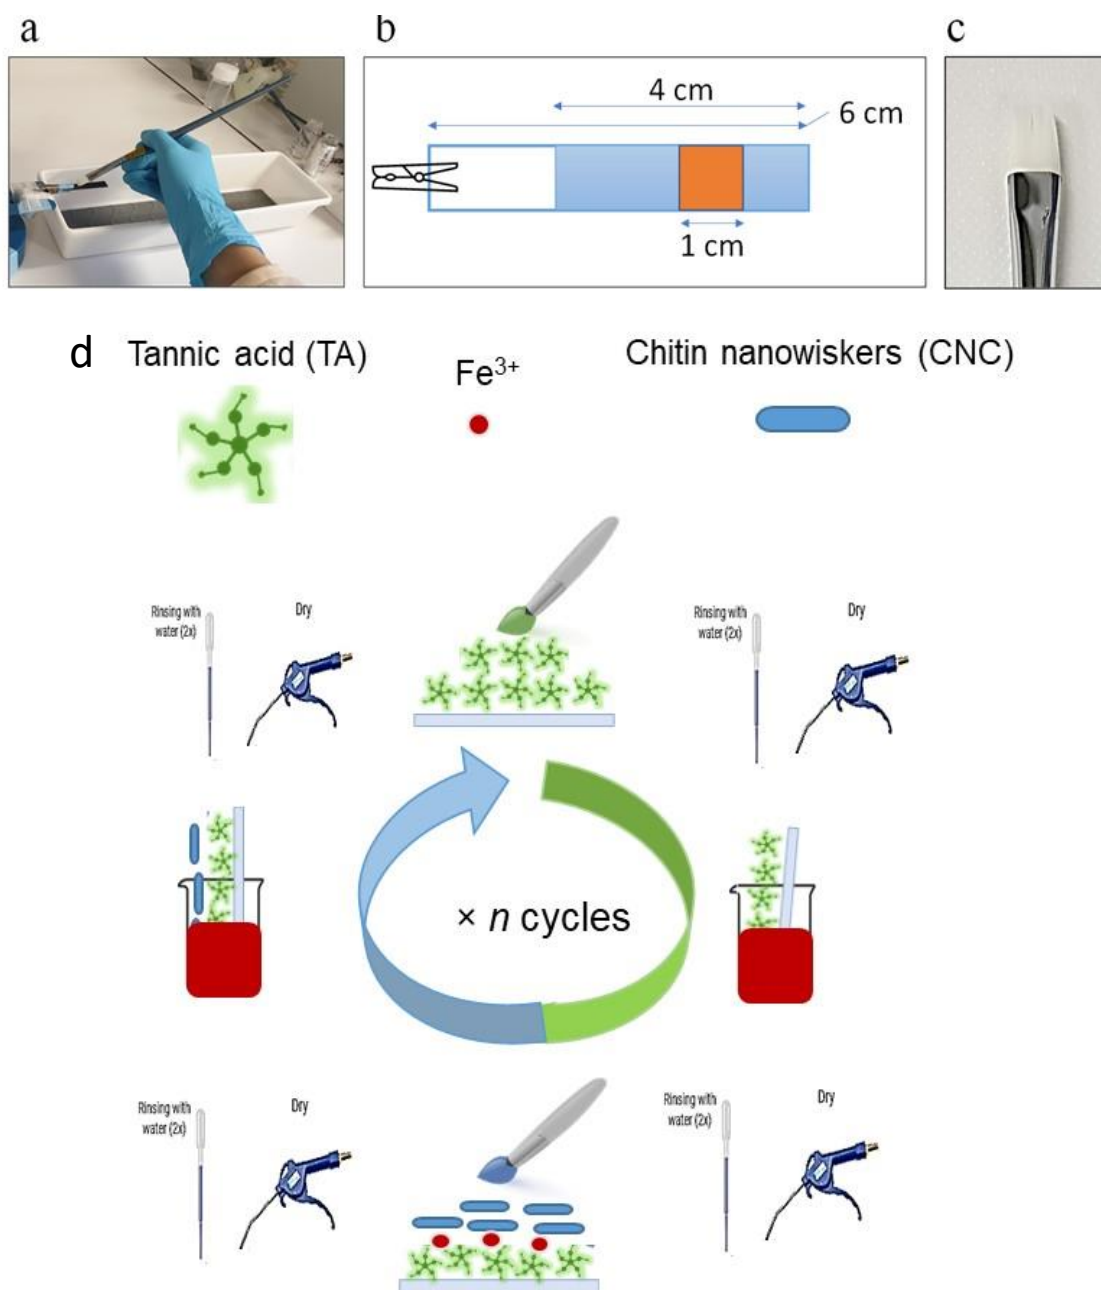 a
b
c
4 cm
6 cm
1 cm
d
Tannic acid (TA)
Fe3+
Chitin nanowiskers (CNC)
Rinsing with
water (2x)
Dry
Rinsing with
water (2x)
Dry
× n cycles
Rinsing with
water (2x)
Dry
Rinsing with
water (2x)
Dry